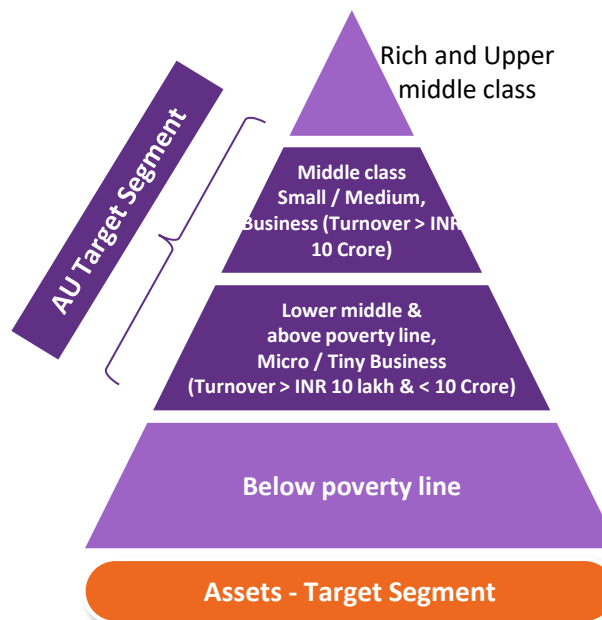 Rich and Upper
middle class
AU Target Segment
Middle class
Small / Medium,
Business (Turnover > INR
10 Crore)
Lower middle &
above poverty line,
Micro / Tiny Business
(Turnover > INR 10 lakh & < 10 Crore)
Below poverty line
Assets - Target Segment